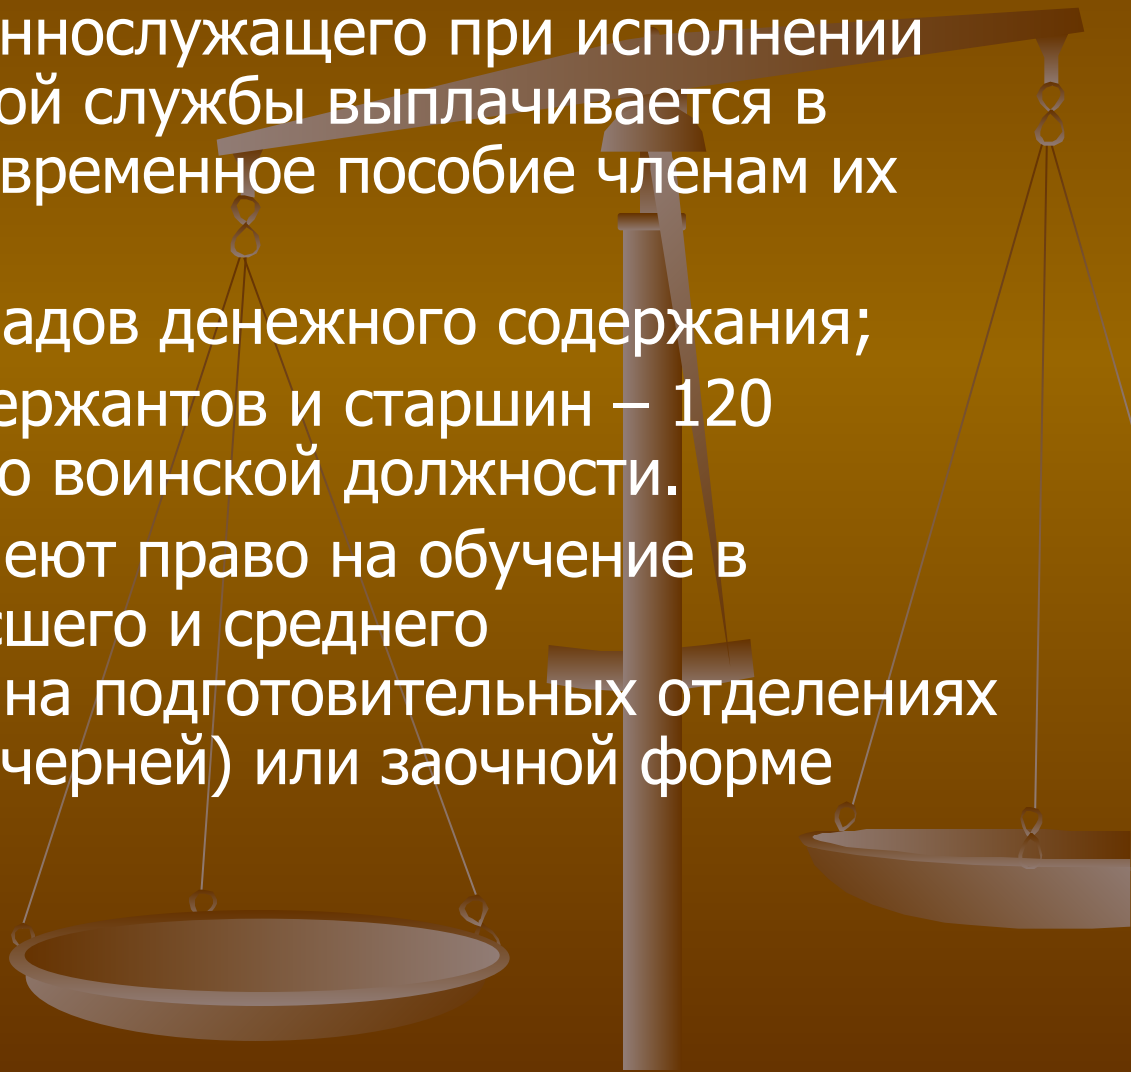 ннослужащего при исполнении
ой службы выплачивается в
временное пособие членам их
адов денежного содержания;
ержантов и старшин – 120
о воинской должности.
еют право на обучение в
сшего и среднего
на подготовительных отделениях
черней) или заочной форме